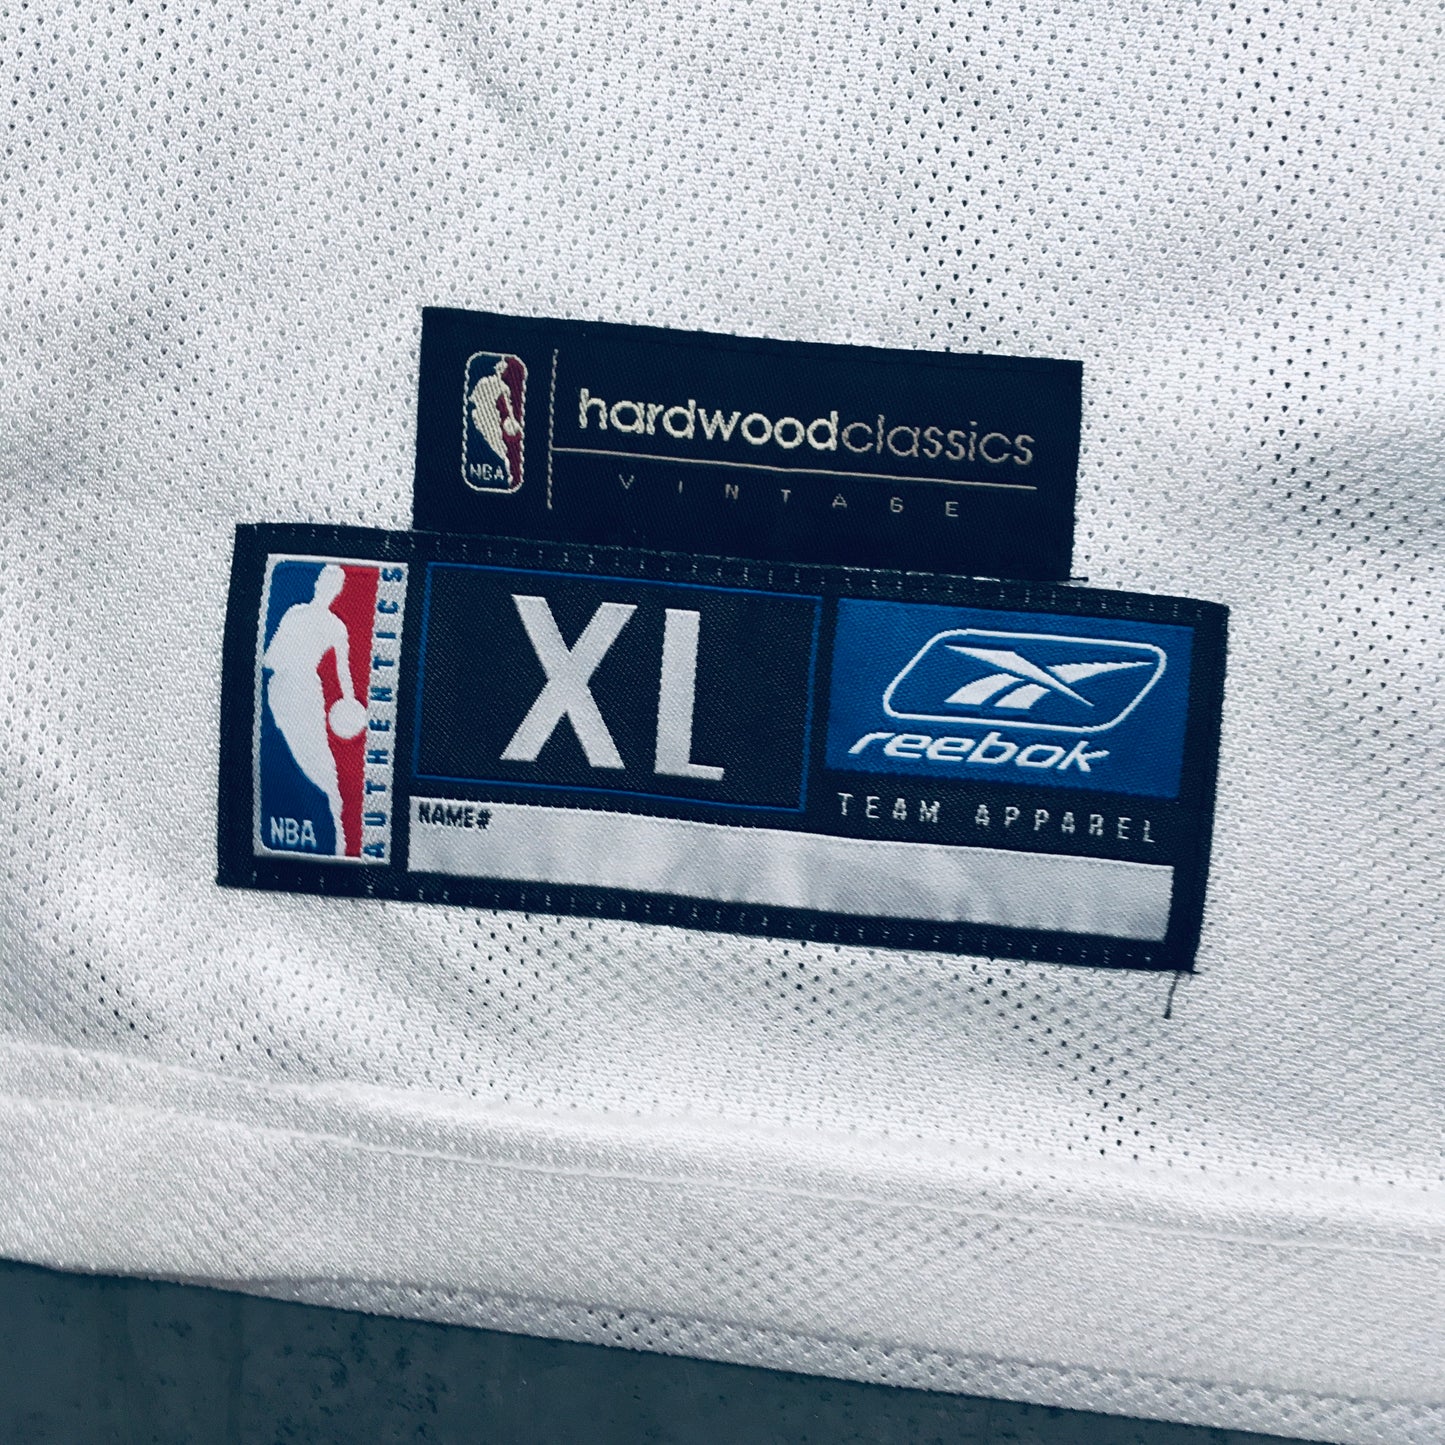 NBA
hardwoodclassics
VINTAGE
NBA
AUTHENTICS
XL
reebok
TEAM APPAREL
NAME#